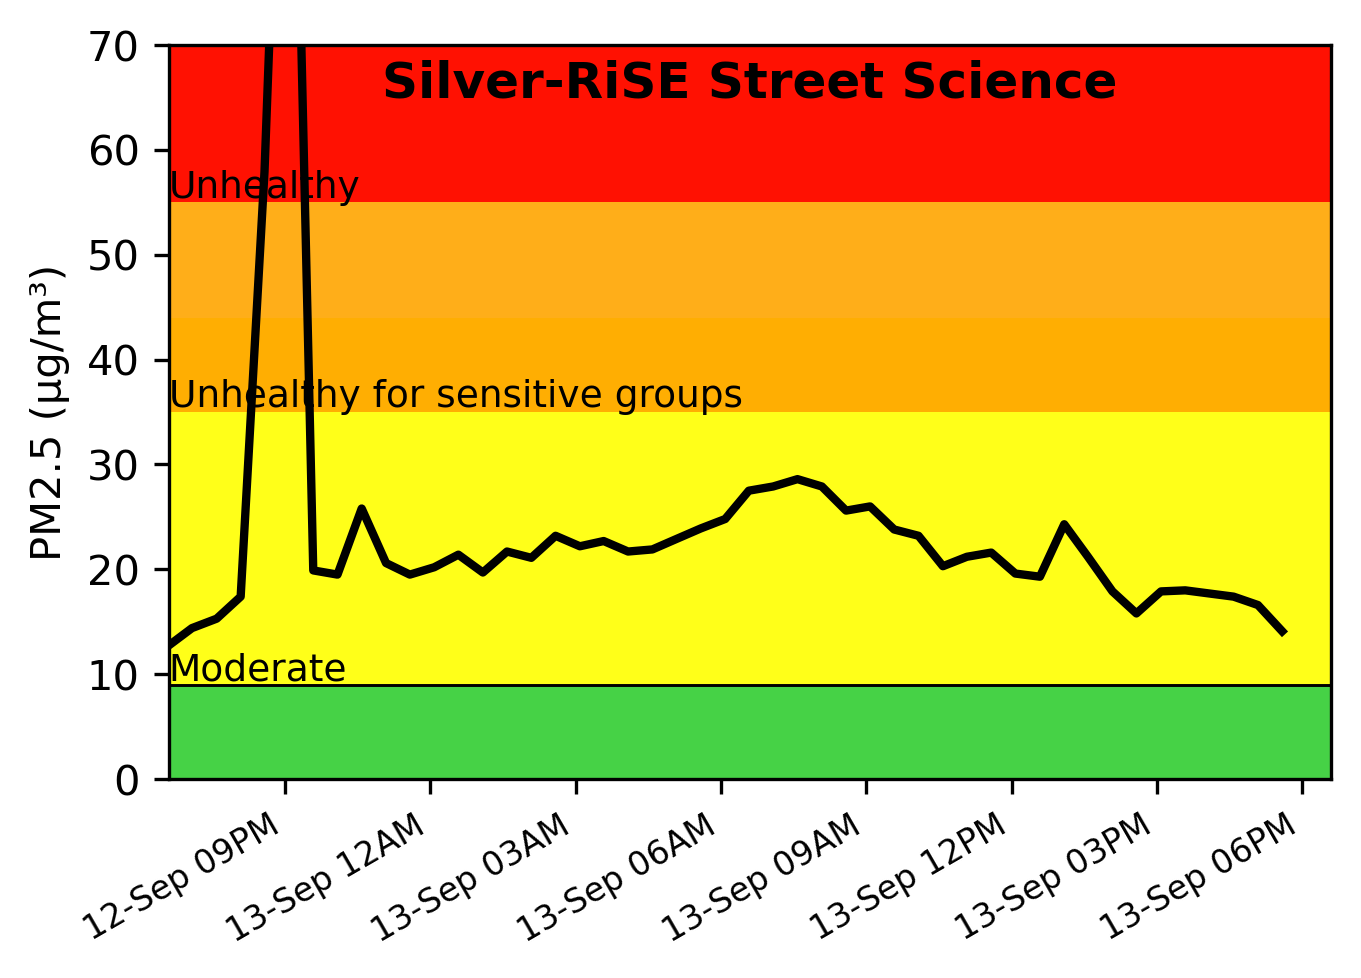 Silver-RiSE Street Science
PM2.5 (μg/m³)
70
60
50
40
30
20
10
0
Unhealthy
Unhealthy for sensitive groups
Moderate
12-Sep 09PM
13-Sep 12AM
13-Sep 03AM
13-Sep 06AM
13-Sep 09AM
13-Sep 12PM
13-Sep 03PM
13-Sep 06PM